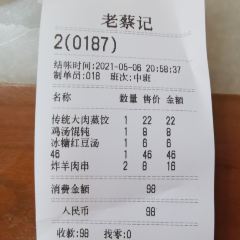 老蔡记
2(0187)
结帐时间:2021-05-06 20:58:37
制单员:018 班次:中班
名称 数量 售价 金额
传统大肉蒸饺 1 22 22
鸡汤馄饨 1 8 8
冰糖红豆汤 1 6 6
46 1 46 46
炸羊肉串 2 8 16
消费金额 98
人民币 98
收款:98 找零:0